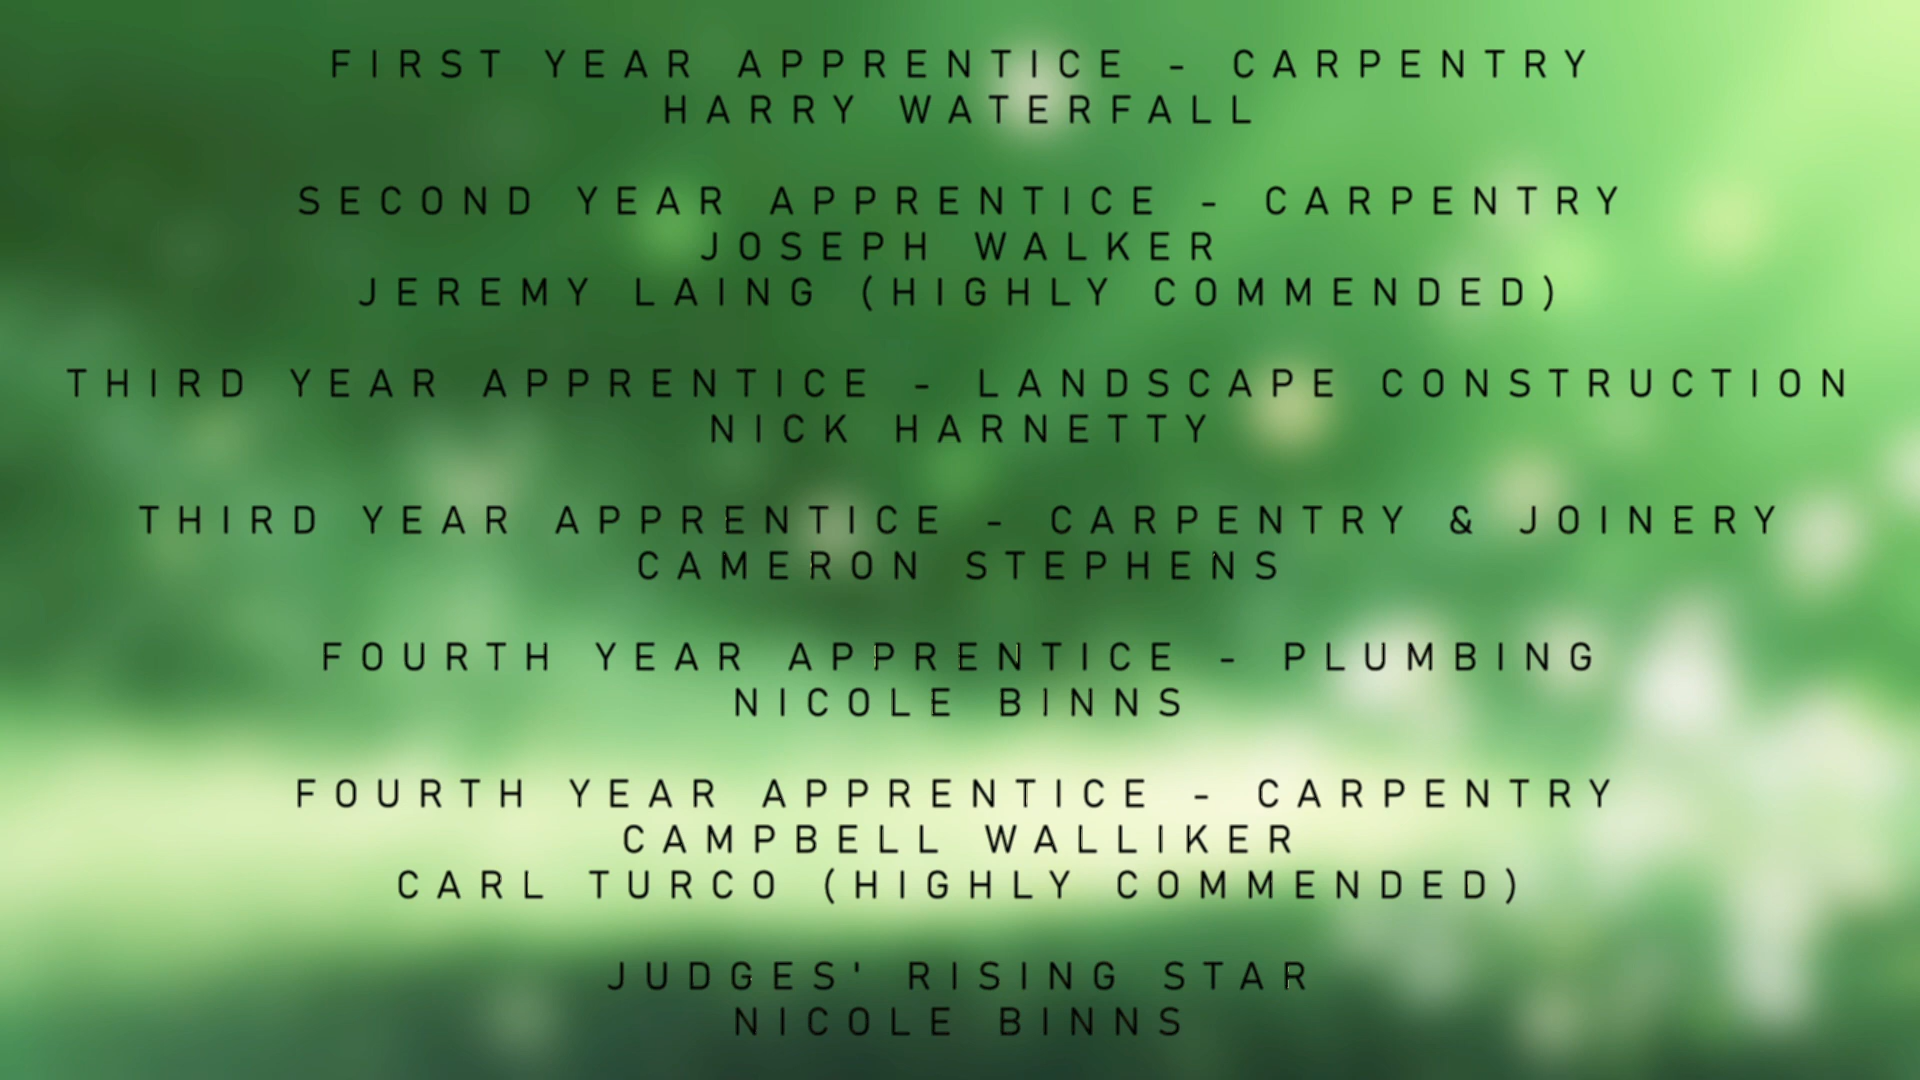 FIRST YEAR APPRENTICE - CARPENTRY
HARRY WATERFALL
SECOND YEAR APPRENTICE - CARPENTRY
JOSEPH WALKER
JEREMY LAING (HIGHLY COMMENDED)
THIRD YEAR APPRENTICE - LANDSCAPE CONSTRUCTION
NICK HARNETTY
THIRD YEAR APPRENTICE - CARPENTRY & JOINERY
CAMERON STEPHENS
FOURTH YEAR APPRENTICE - PLUMBING
NICOLE BINNS
FOURTH YEAR APPRENTICE - CARPENTRY
CAMPBELL WALLIKER
CARL TURCO (HIGHLY COMMENDED)
JUDGES' RISING STAR
NICOLE BINNS